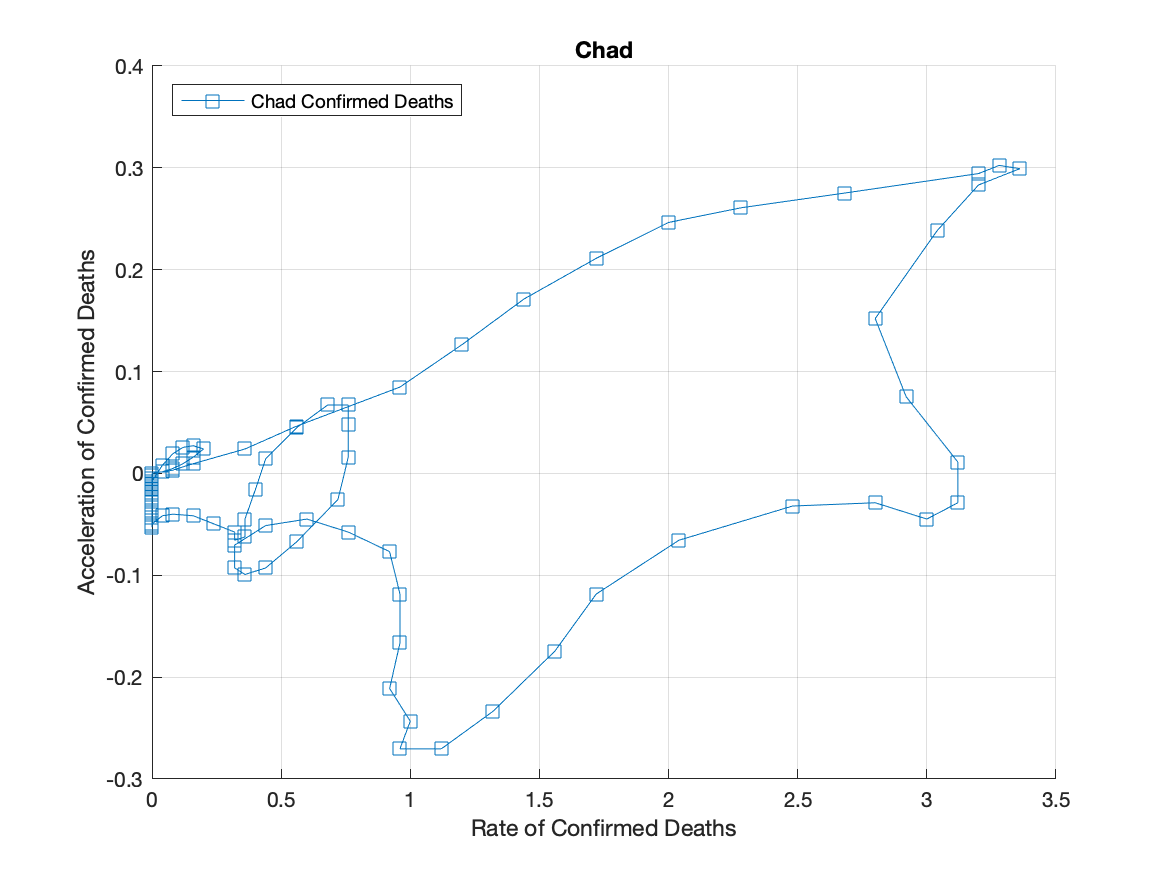 Chad
Chad Confirmed Deaths
0.4
0.3
0.2
0.1
0
-0.1
-0.2
-0.3
Acceleration of Confirmed Deaths
0 0.5 1 1.5 2 2.5 3 3.5
Rate of Confirmed Deaths